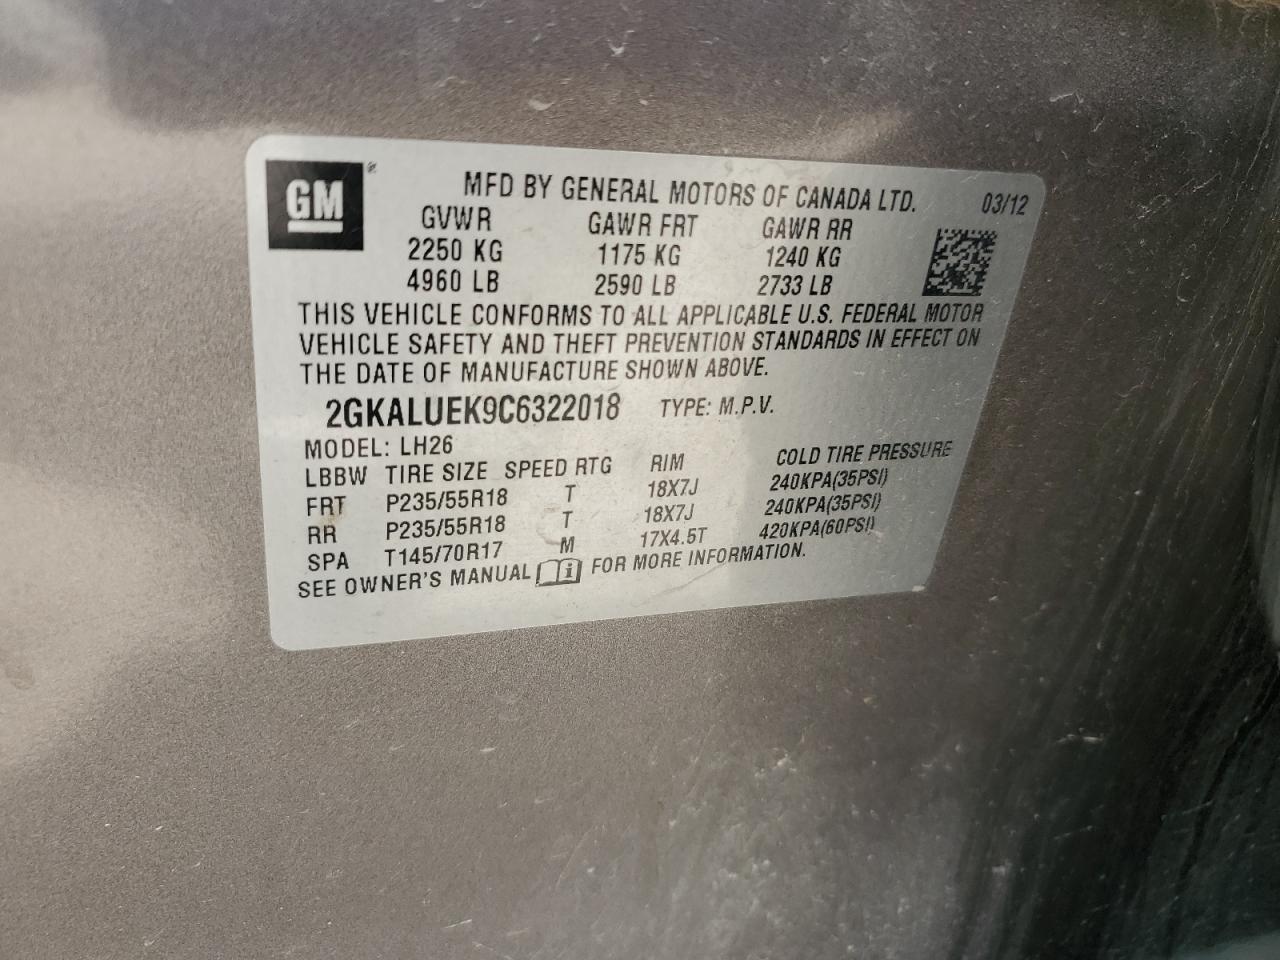 GM
MFD BY GENERAL MOTORS OF CANADA LTD. 03/12
GVWR GAWR FRT GAWR RR
2250 KG 1175 KG 1240 KG
4960 LB 2590 LB 2733 LB
THIS VEHICLE CONFORMS TO ALL APPLICABLE U.S. FEDERAL MOTOR
VEHICLE SAFETY AND THEFT PREVENTION STANDARDS IN EFFECT ON
THE DATE OF MANUFACTURE SHOWN ABOVE.
2GKALUEK9C6322018 TYPE: M.P.V.
MODEL: LH26
LBBW TIRE SIZE SPEED RTG RIM COLD TIRE PRESSURE
FRT P235/55R18 T 18X7J 240KPA(35PSI)
RR P235/55R18 T 18X7J 240KPA(35PSI)
SPA T145/70R17 M 17X4.5T 420KPA(60PSI)
SEE OWNER'S MANUAL i FOR MORE INFORMATION.